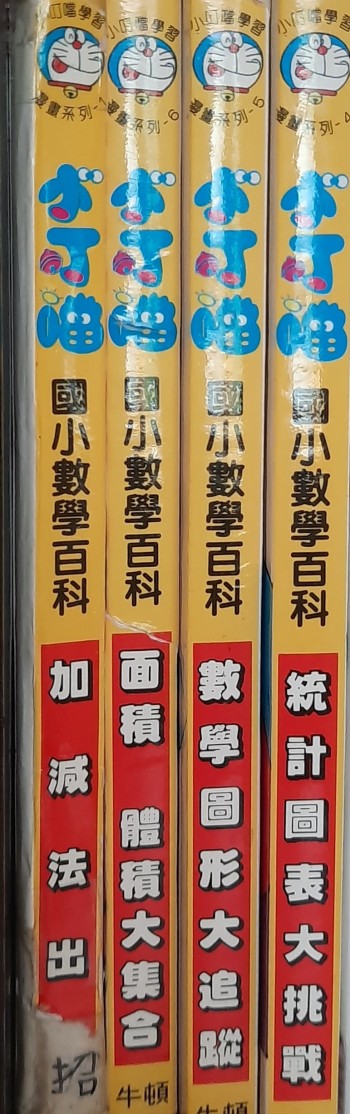 小叮噹學習
漫畫系列-7
小叮噹
國小數學百科
加減法出
招
小叮噹學習
漫畫系列-6
小叮噹
國小數學百科
面積 體積大集合
牛頓
小叮噹學習
漫畫系列-5
小叮噹
國小數學百科
數學圖形大追蹤
牛頓
小叮噹學習
漫畫系列-4
小叮噹
國小數學百科
統計圖表大挑戰